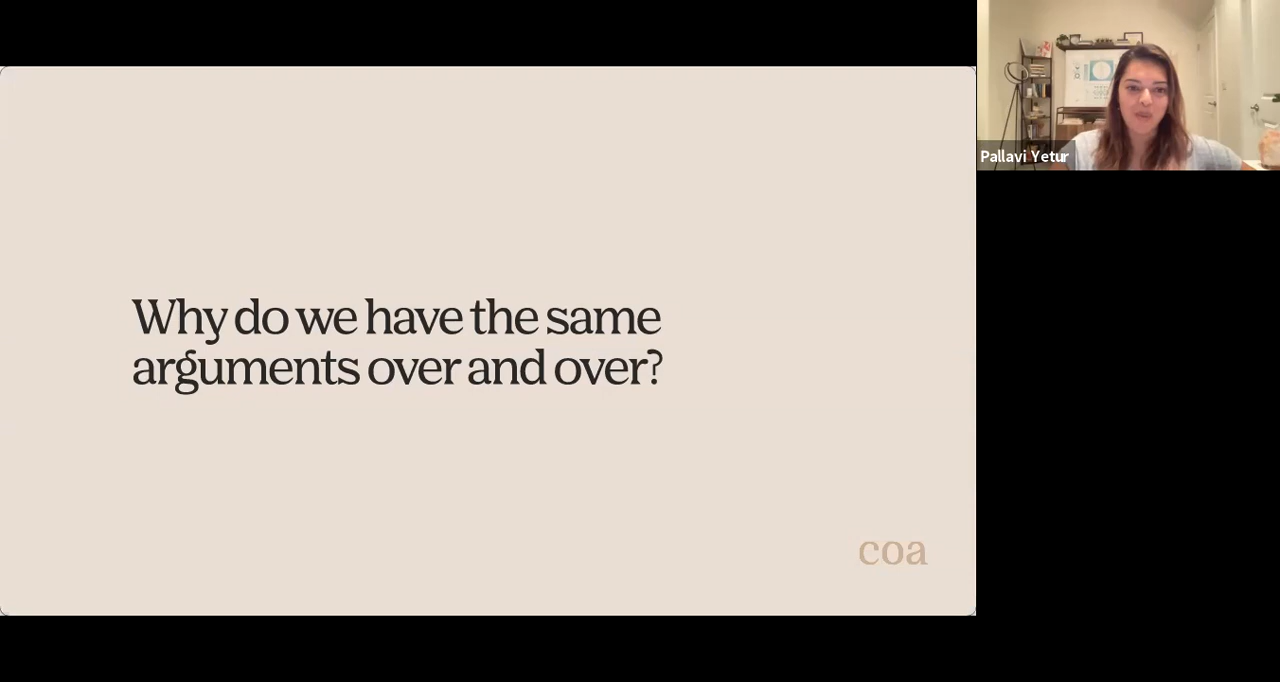 Pallavi Yetur
Why do we have the same
arguments over and over?
coa